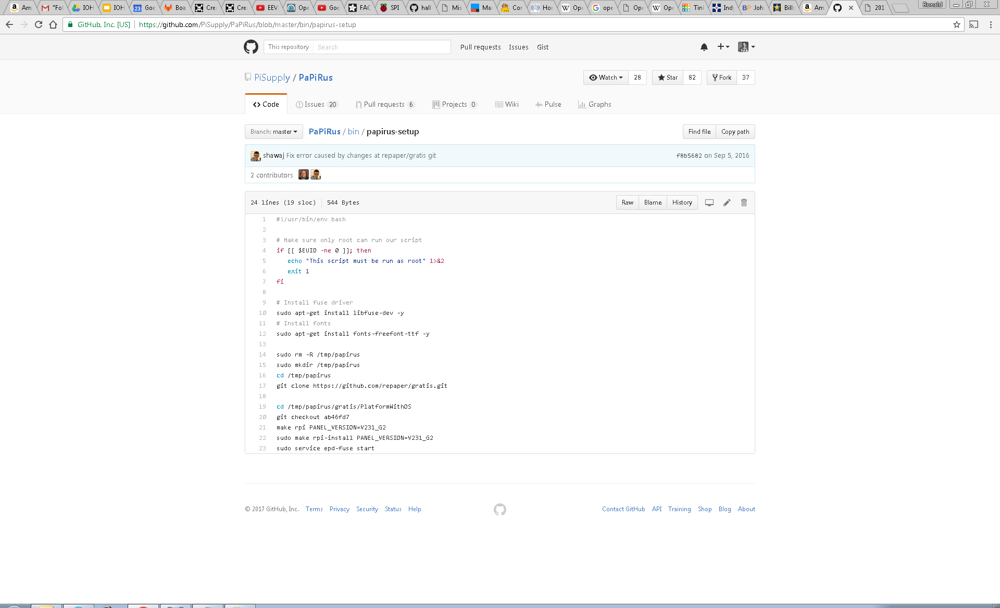 Am "Fol IOH IOH Goo Boa Cre Cre EEV Ope Goo FAC SPI hall Mis Mar Cor Hor Ope ope Ope Ope Tinl Indy Joh Bills Am 201 Ronald
GitHub, Inc. [US] https://github.com/PiSupply/PaPiRus/blob/master/bin/papirus-setup
This repository Search Pull requests Issues Gist
PiSupply / PaPiRus Watch 28 Star 82 Fork 37
Code Issues 20 Pull requests 6 Projects 0 Wiki Pulse Graphs
Branch: master PaPiRus / bin / papirus-setup Find file Copy path
shawaj Fix error caused by changes at repaper/gratis git f8b5682 on Sep 5, 2016
2 contributors
24 lines (19 sloc) 544 Bytes Raw Blame History
1 #!/usr/bin/env bash
2
3 # Make sure only root can run our script
4 if [[ $EUID -ne 0 ]]; then
5 echo "This script must be run as root" 1>&2
6 exit 1
7 fi
8
9 # Install fuse driver
10 sudo apt-get install libfuse-dev -y
11 # Install fonts
12 sudo apt-get install fonts-freefont-ttf -y
13
14 sudo rm -R /tmp/papirus
15 sudo mkdir /tmp/papirus
16 cd /tmp/papirus
17 git clone https://github.com/repaper/gratis.git
18
19 cd /tmp/papirus/gratis/PlatformWithOS
20 git checkout ab46fd7
21 make rpi PANEL_VERSION=V231_G2
22 sudo make rpi-install PANEL_VERSION=V231_G2
23 sudo service epd-fuse start
© 2017 GitHub, Inc. Terms Privacy Security Status Help Contact GitHub API Training Shop Blog About